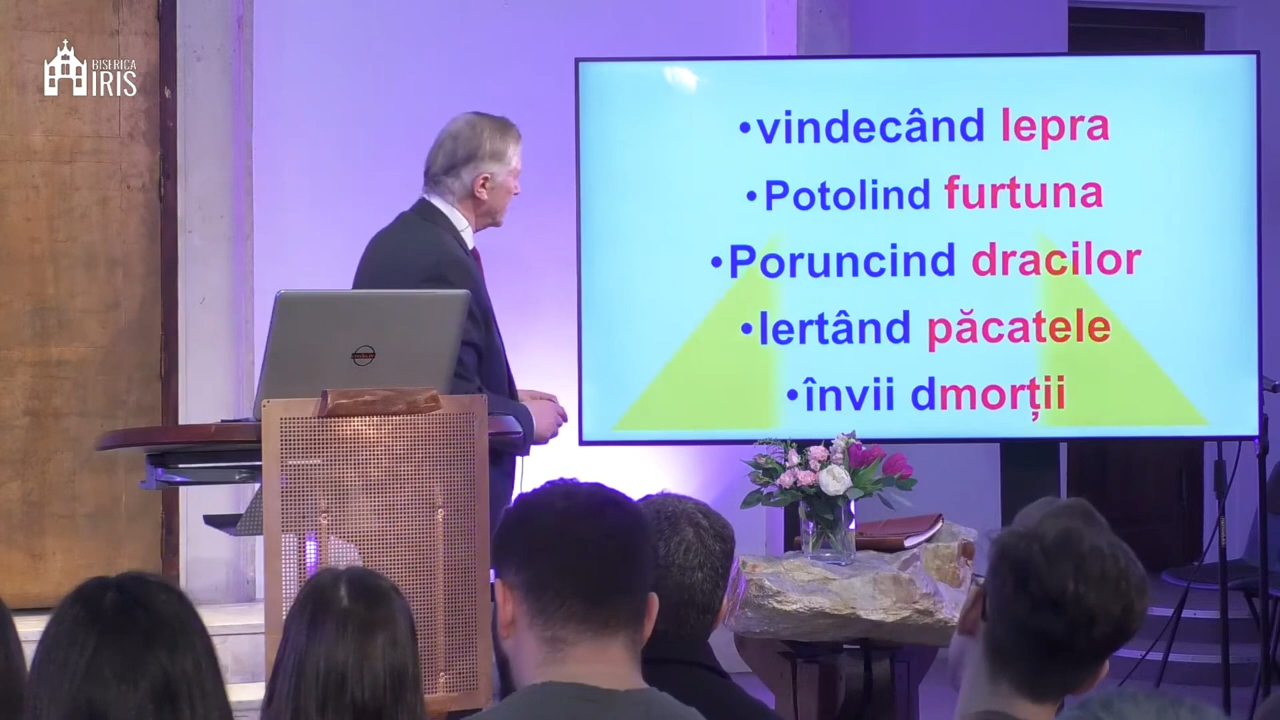 BISERICA
IRIS
•vindecând lepra
•Potolind furtuna
•Poruncind dracilor
•Iertând păcatele
•învii dmorții